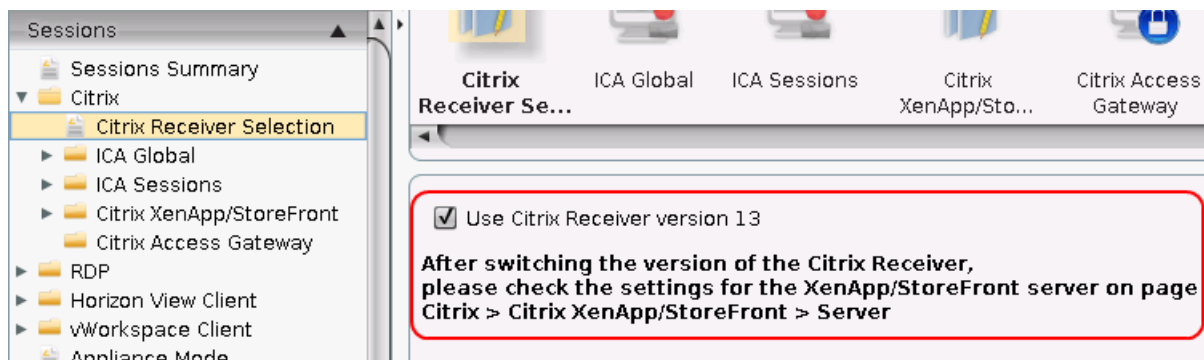 Sessions
Sessions Summary
Citrix
Citrix Receiver Selection
ICA Global
ICA Sessions
Citrix XenApp/StoreFront
Citrix Access Gateway
RDP
Horizon View Client
vWorkspace Client
Appliance Mode
Citrix
Receiver Se...
ICA Global
ICA Sessions
Citrix
XenApp/Sto...
Citrix Access
Gateway
Use Citrix Receiver version 13
After switching the version of the Citrix Receiver,
please check the settings for the XenApp/StoreFront server on page
Citrix > Citrix XenApp/StoreFront > Server